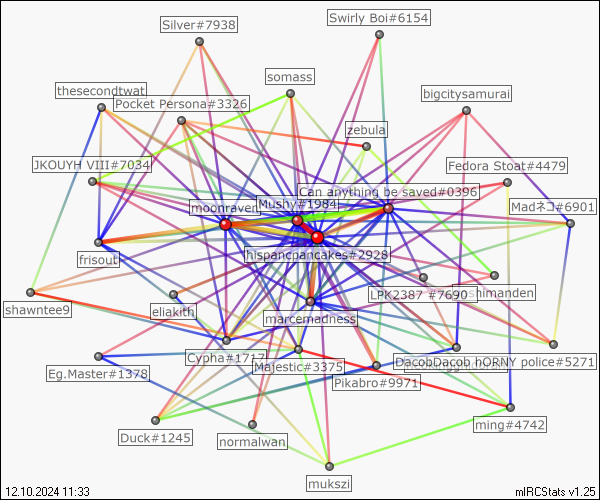 Silver#7938
Swirly Boi#6154
somass
thesecondtwat
bigcitysamurai
Pocket Persona#3326
zebula
JKOUYH VIII#7034
Fedora Stoat#4479
Can anything be saved#0396
moonraven
Mushy#1984
Madネコ#6901
frisout
hispancpancakes#2928
LPK2387 #7690
shimanden
shawntee9
eliakith
marcemadness
Cypha#1717
Majestic#3375
DacobDacob
hORNY police#5271
Eg.Master#1378
Pikabro#9971
Duck#1245
normalwan
ming#4742
mukszi
12.10.2024 11:33
mIRCStats v1.25